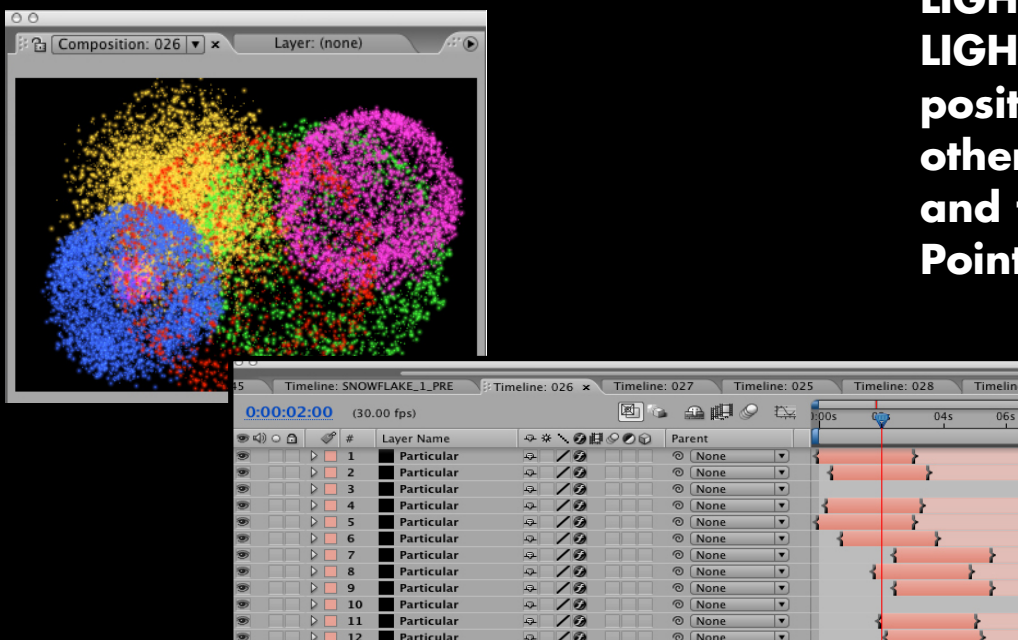 Composition: 026 Layer: (none)
LIGH
LIGH
posit
other
and
Point
45 Timeline: SNOWFLAKE_1_PRE Timeline: 026 Timeline: 027 Timeline: 025 Timeline: 028 Timelin
0:00:02:00 (30.00 fps) 04s 06s
# Layer Name Parent
1 Particular None
2 Particular None
3 Particular None
4 Particular None
5 Particular None
6 Particular None
7 Particular None
8 Particular None
9 Particular None
10 Particular None
11 Particular None
12 Particular None